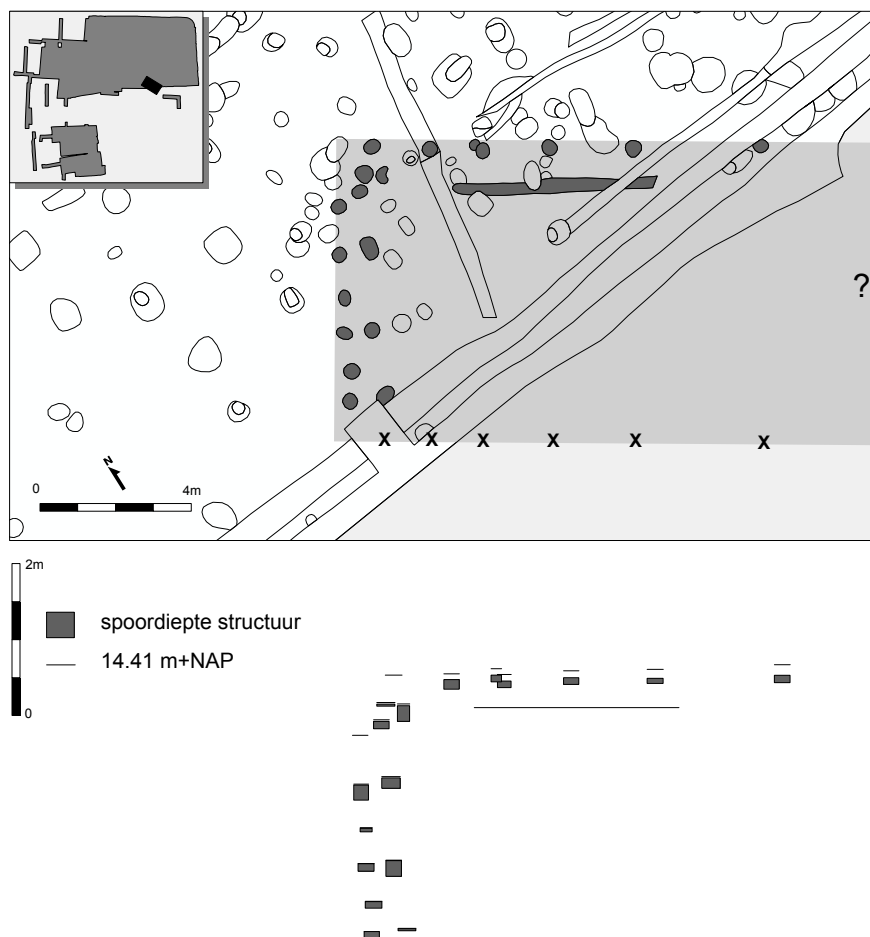 ?
X X X X X X
N
0 4m
2m
spoordiepte structuur
14.41 m+NAP
0